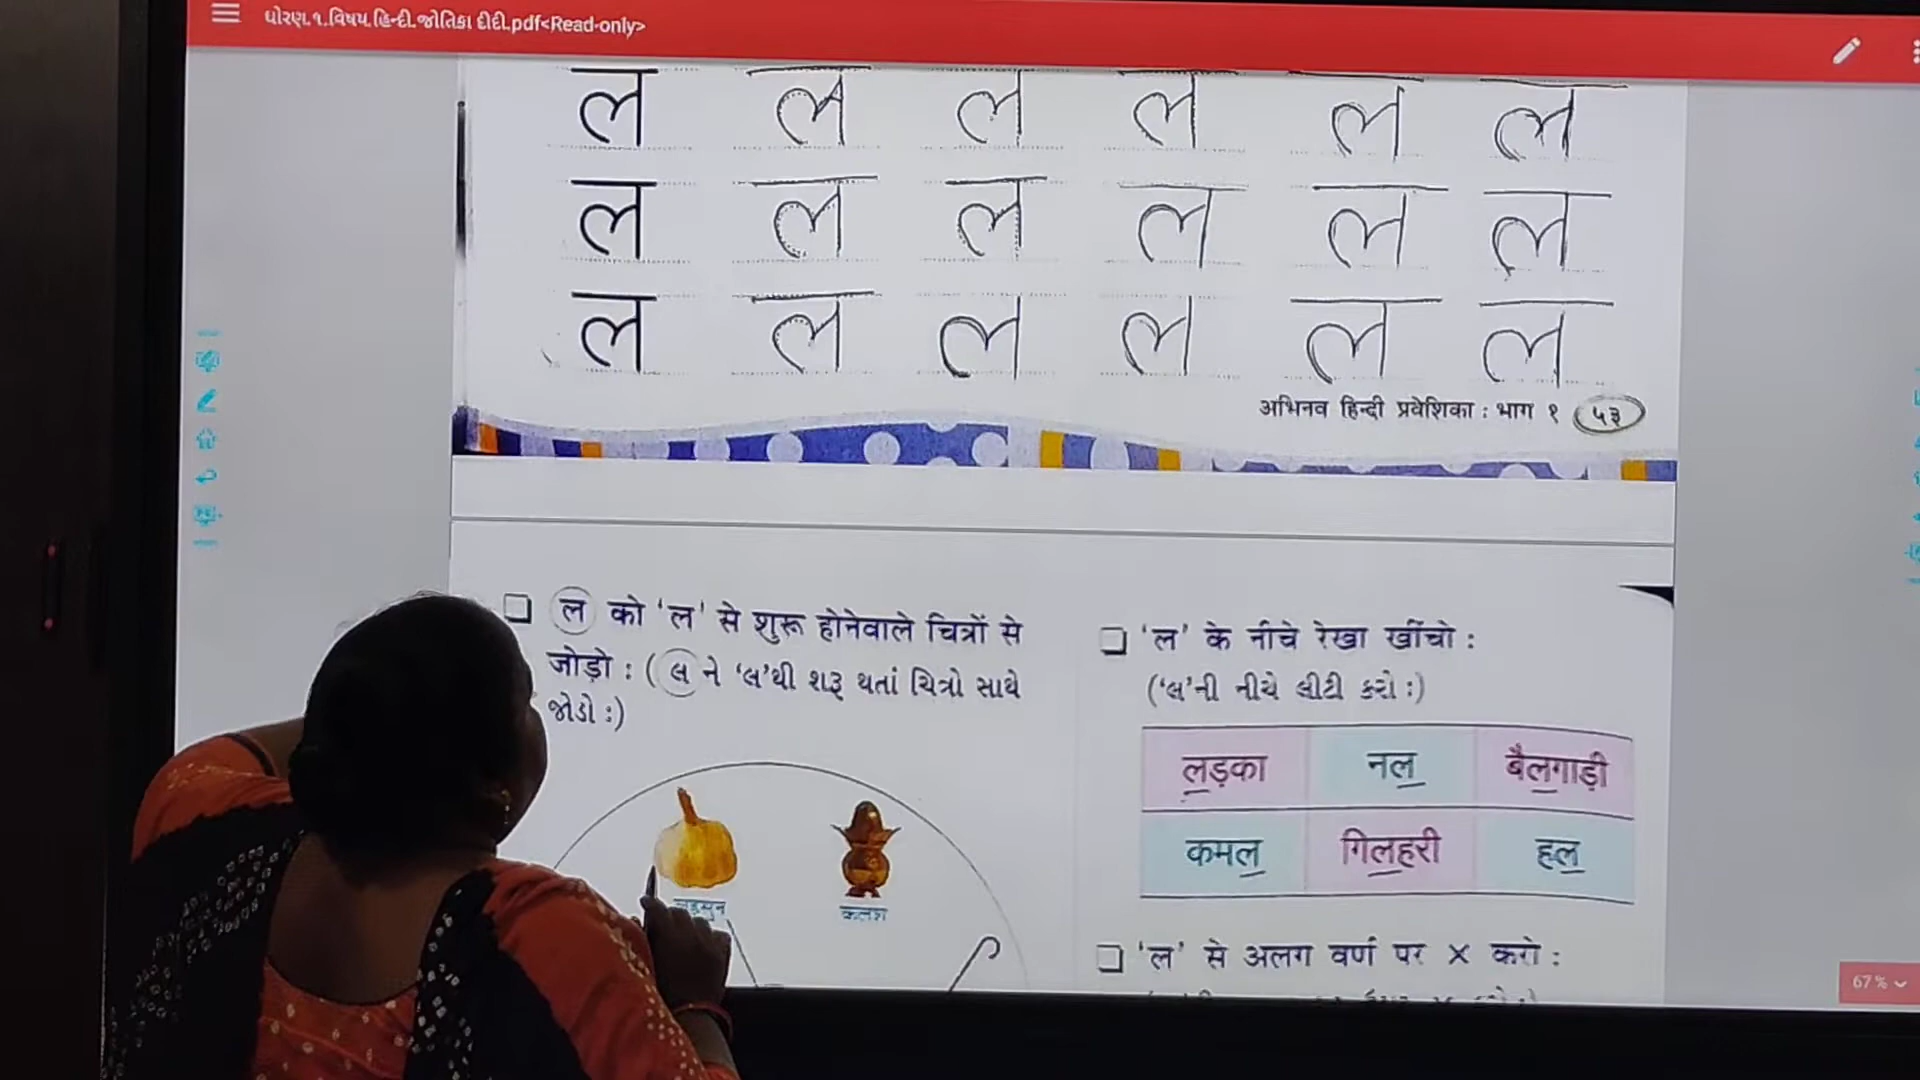 ધોરણ.૧.વિષય.હિન્દી.જોતિકા દીદી.pdf<Read-only>
ल ल ल ल ल ल
ल ल ल ल ल ल
ल ल ल ल ल ल
अभिनव हिन्दी प्रवेशिका : भाग १ ५३
ल को 'ल' से शुरू होनेवाले चित्रों से
जोड़ो : (લ ને 'લ'થી શરૂ થતાં ચિત્રો સાથે
જોડો :)
लहसुन
कलश
'ल' के नीचे रेखा खींचो :
('લ'ની નીચે લીટી કરો :)
लड़का नल बैलगाड़ी
कमल गिलहरी हल
'ल' से अलग वर्ण पर × करो :
67%